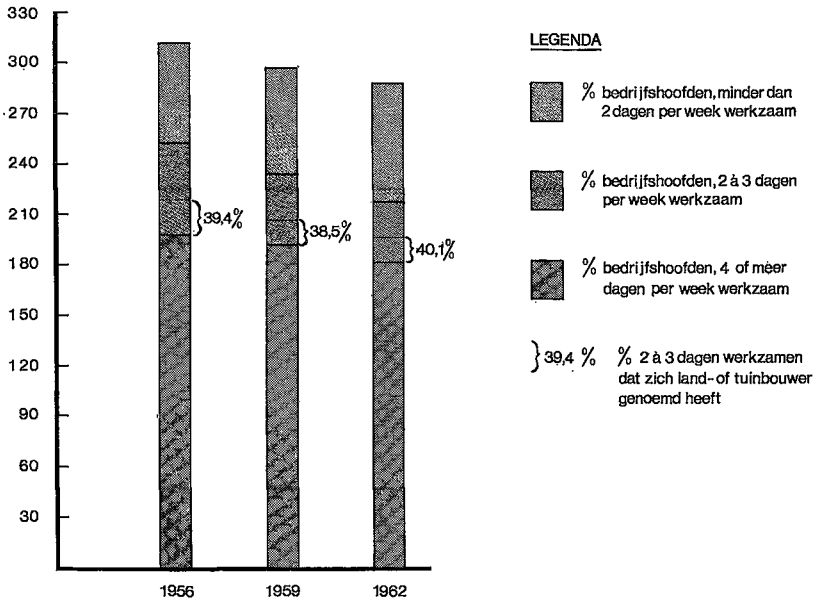 330
300
270
240
210
180
150
120
90
60
30
39,4%
38,5%
40,1%
1956
1959
1962
LEGENDA
% bedrijfshoofden, minder dan
2 dagen per week werkzaam
% bedrijfshoofden, 2 à 3 dagen
per week werkzaam
% bedrijfshoofden, 4 of méer
dagen per week werkzaam
39,4 % % 2 à 3 dagen werkzamen
dat zich land- of tuinbouwer
genoemd heeft